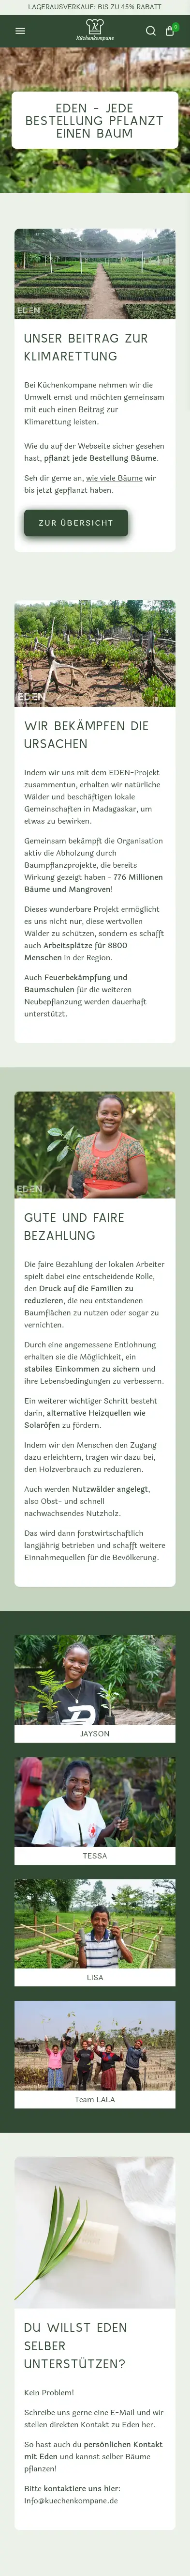 LAGERAUSVERKAUF: BIS ZU 45% RABATT
Küchenkompane
0
EDEN - JEDE
BESTELLUNG PFLANZT
EINEN BAUM
EDEN
UNSER BEITRAG ZUR
KLIMARETTUNG
Bei Küchenkompane nehmen wir die
Umwelt ernst und möchten gemeinsam
mit euch einen Beitrag zur
Klimarettung leisten.
Wie du auf der Webseite sicher gesehen
hast, pflanzt jede Bestellung Bäume.
Seh dir gerne an, wie viele Bäume wir
bis jetzt gepflanzt haben.
ZUR ÜBERSICHT
EDEN
WIR BEKÄMPFEN DIE
URSACHEN
Indem wir uns mit dem EDEN-Projekt
zusammentun, erhalten wir natürliche
Wälder und beschäftigen lokale
Gemeinschaften in Madagaskar, um
etwas zu bewirken.
Gemeinsam bekämpft die Organisation
aktiv die Abholzung durch
Baumpflanzprojekte, die bereits
Wirkung gezeigt haben - 776 Millionen
Bäume und Mangroven!
Dieses wunderbare Projekt ermöglicht
es uns nicht nur, diese wertvollen
Wälder zu schützen, sondern es schafft
auch Arbeitsplätze für 8800
Menschen in der Region.
Auch Feuerbekämpfung und
Baumschulen für die weiteren
Neubepflanzung werden dauerhaft
unterstützt.
EDEN
GUTE UND FAIRE
BEZAHLUNG
Die faire Bezahlung der lokalen Arbeiter
spielt dabei eine entscheidende Rolle,
den Druck auf die Familien zu
reduzieren, die neu entstandenen
Baumflächen zu nutzen oder sogar zu
vernichten.
Durch eine angemessene Entlohnung
erhalten sie die Möglichkeit, ein
stabiles Einkommen zu sichern und
ihre Lebensbedingungen zu verbessern.
Ein weiterer wichtiger Schritt besteht
darin, alternative Heizquellen wie
Solaröfen zu fördern.
Indem wir den Menschen den Zugang
dazu erleichtern, tragen wir dazu bei,
den Holzverbrauch zu reduzieren.
Auch werden Nutzwälder angelegt,
also Obst- und schnell
nachwachsendes Nutzholz.
Das wird dann forstwirtschaftlich
langjährig betrieben und schafft weitere
Einnahmequellen für die Bevölkerung.
JAYSON
TESSA
LISA
Team LALA
DU WILLST EDEN
SELBER
UNTERSTÜTZEN?
Kein Problem!
Schreibe uns gerne eine E-Mail und wir
stellen direkten Kontakt zu Eden her.
So hast auch du persönlichen Kontakt
mit Eden und kannst selber Bäume
pflanzen!
Bitte kontaktiere uns hier:
Info@kuechenkompane.de